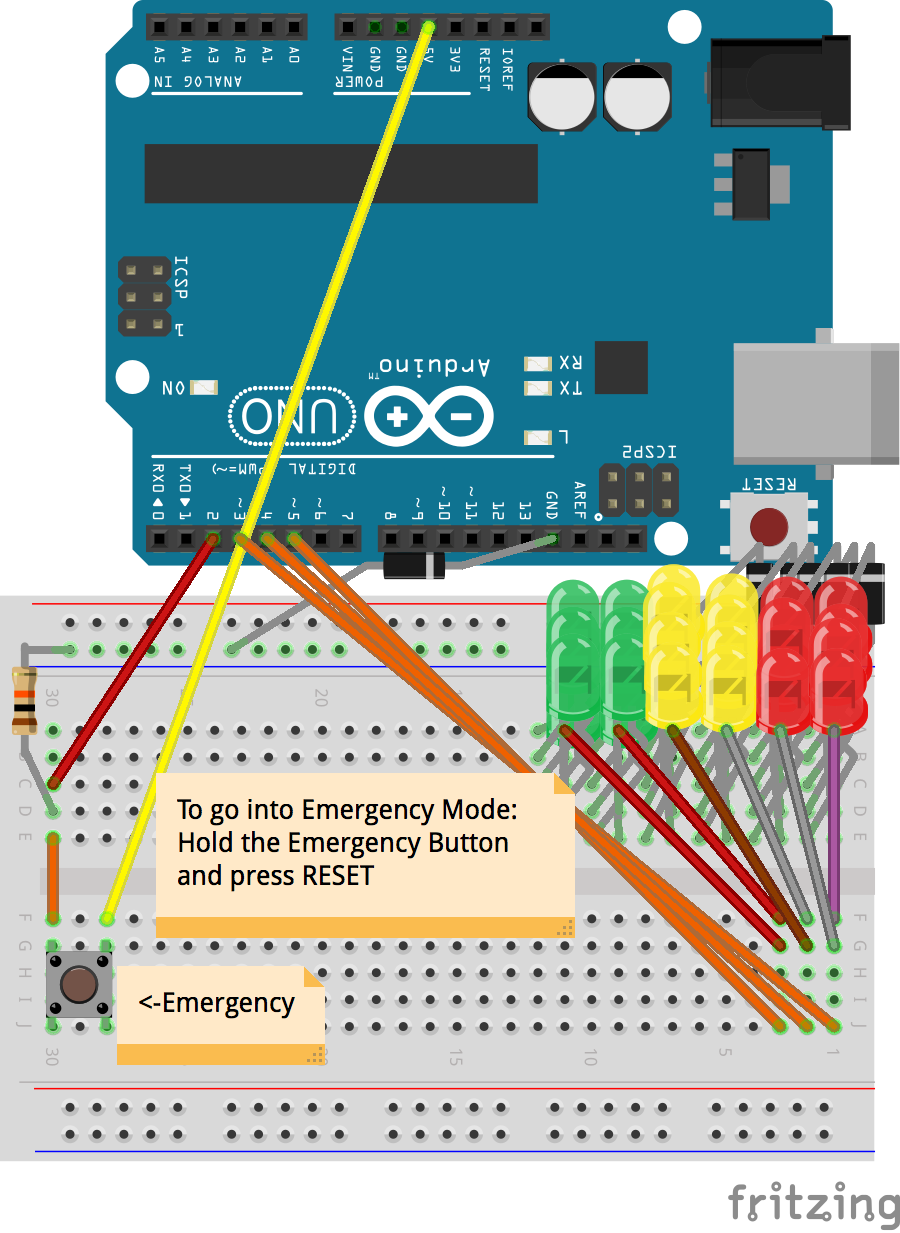 A5 A4 A3 A2 A1 A0
VIN GND GND 5V 3V3 RESET IOREF
ANALOG IN
POWER
ICSP
1
ON
Arduino
TM
UNO
RX
TX
L
ICSP2
RESET
DIGITAL (PWM=~)
RX0 0 TX0 1 2 ~3 4 ~5 ~6 7 8 ~9 ~10 ~11 12 13 GND AREF
30 20
A
B
C
D
E
To go into Emergency Mode:
Hold the Emergency Button
and press RESET
F F
G G
H H
I I
J J
<-Emergency
30 15 10 5 1
fritzing